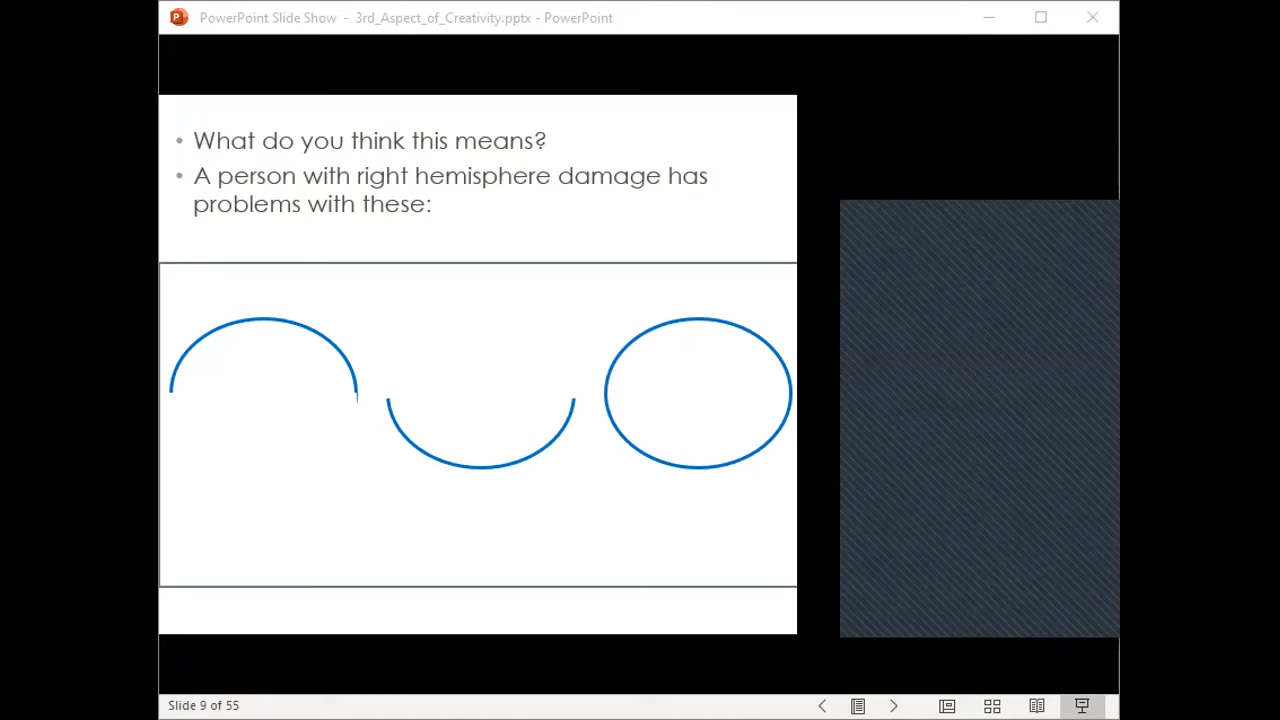 PowerPoint Slide Show - 3rd_Aspect_of_Creativity.pptx - PowerPoint
• What do you think this means?
• A person with right hemisphere damage has
problems with these:
Slide 9 of 55